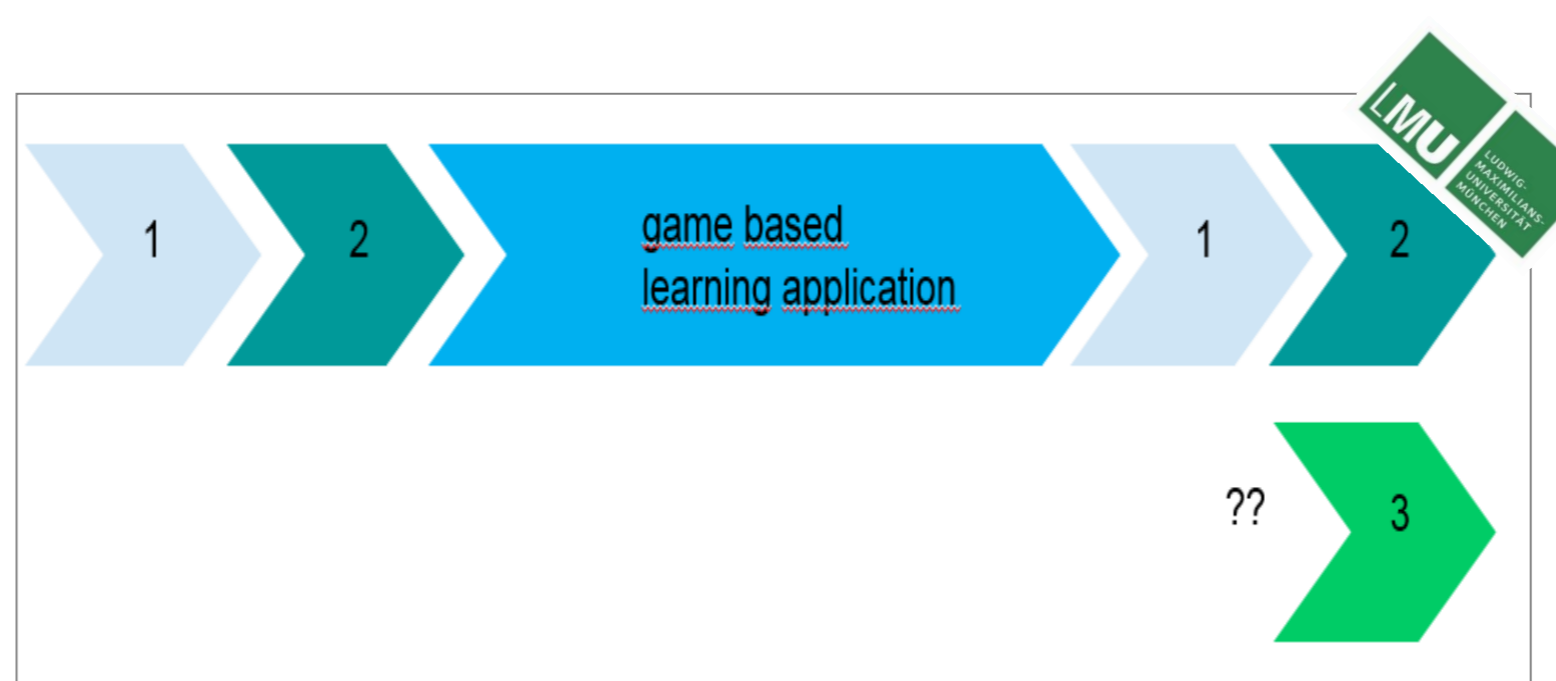 LMU
LUDWIG-
MAXIMILIANS-
UNIVERSITÄT
MÜNCHEN
1
2
game based
learning application
1
2
??
3